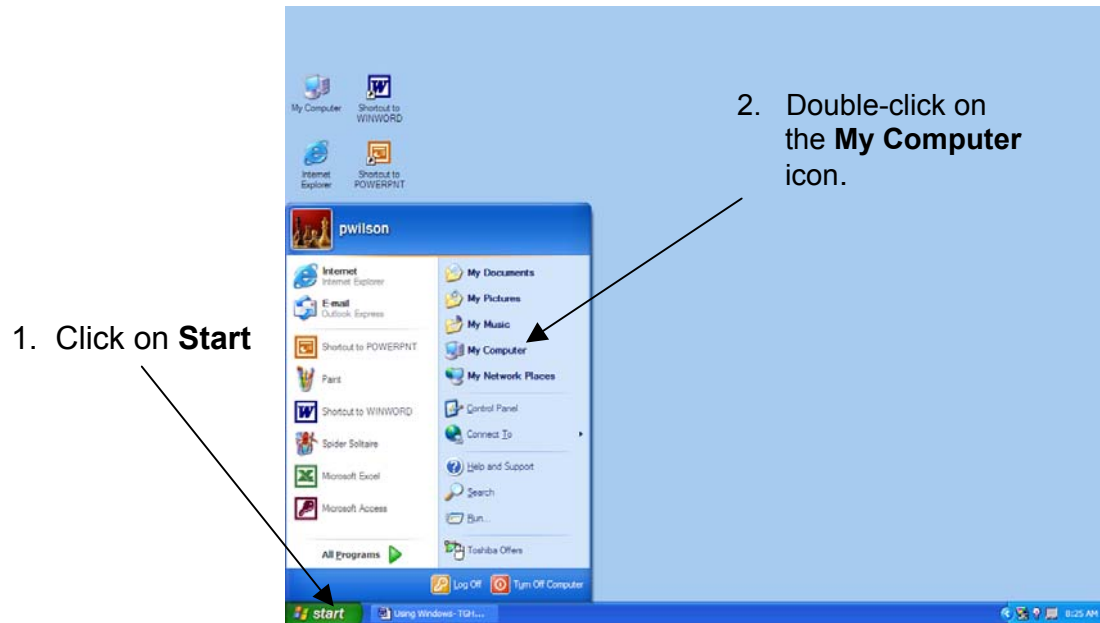 My Computer
Shortcut to
WINWORD
Internet
Explorer
Shortcut to
POWERPNT
2. Double-click on
the My Computer
icon.
1. Click on Start
pwilson
Internet
Internet Explorer
E-mail
Outlook Express
Shortcut to POWERPNT
Paint
Shortcut to WINWORD
Spider Solitaire
Microsoft Excel
Microsoft Access
All Programs
My Documents
My Pictures
My Music
My Computer
My Network Places
Control Panel
Connect To
Help and Support
Search
Run...
Toshiba Offers
Log Off
Turn Off Computer
start
Using Windows-TGH...
8:25 AM